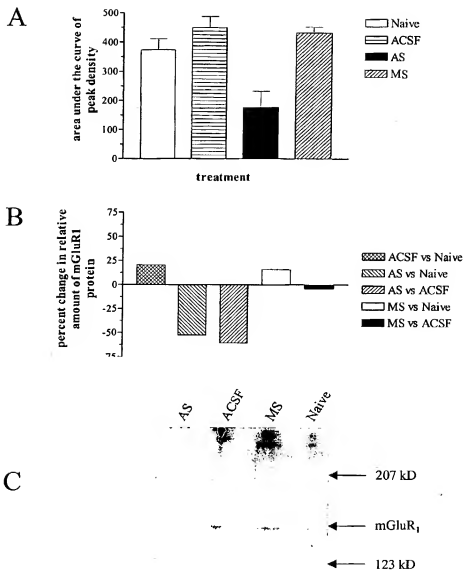 A
area under the curve of
peak density
500
400
300
200
100
0
treatment
Naive
ACSF
AS
MS
B
percent change in relative
amount of mGluR1
protein
75
50
25
0
-25
-50
75
ACSF vs Naive
AS vs Naive
AS vs ACSF
MS vs Naive
MS vs ACSF
C
AS
ACSF
MS
Naive
207 kD
mGluR1
123 kD